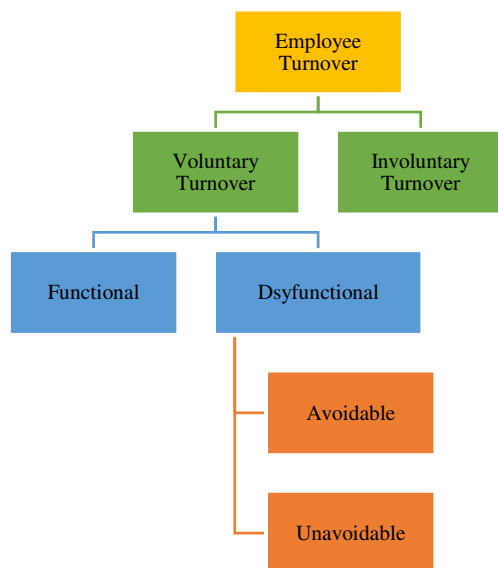 Employee
Turnover
Voluntary
Turnover
Involuntary
Turnover
Functional
Dsyfunctional
Avoidable
Unavoidable